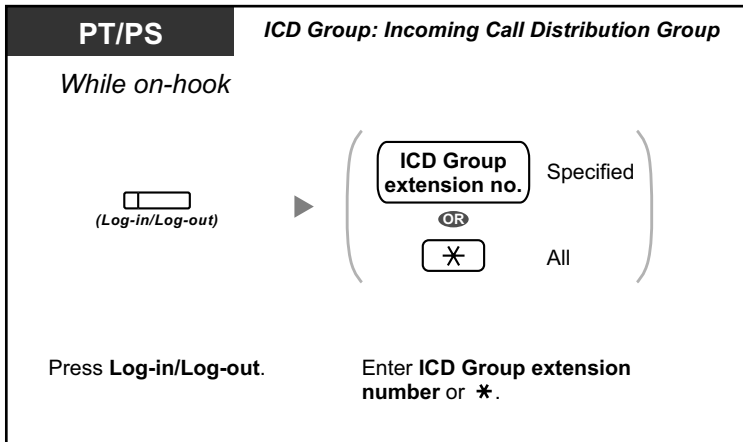 PT/PS
ICD Group: Incoming Call Distribution Group
While on-hook
(Log-in/Log-out)
ICD Group
extension no.
Specified
OR
*
All
Press Log-in/Log-out.
Enter ICD Group extension
number or *.